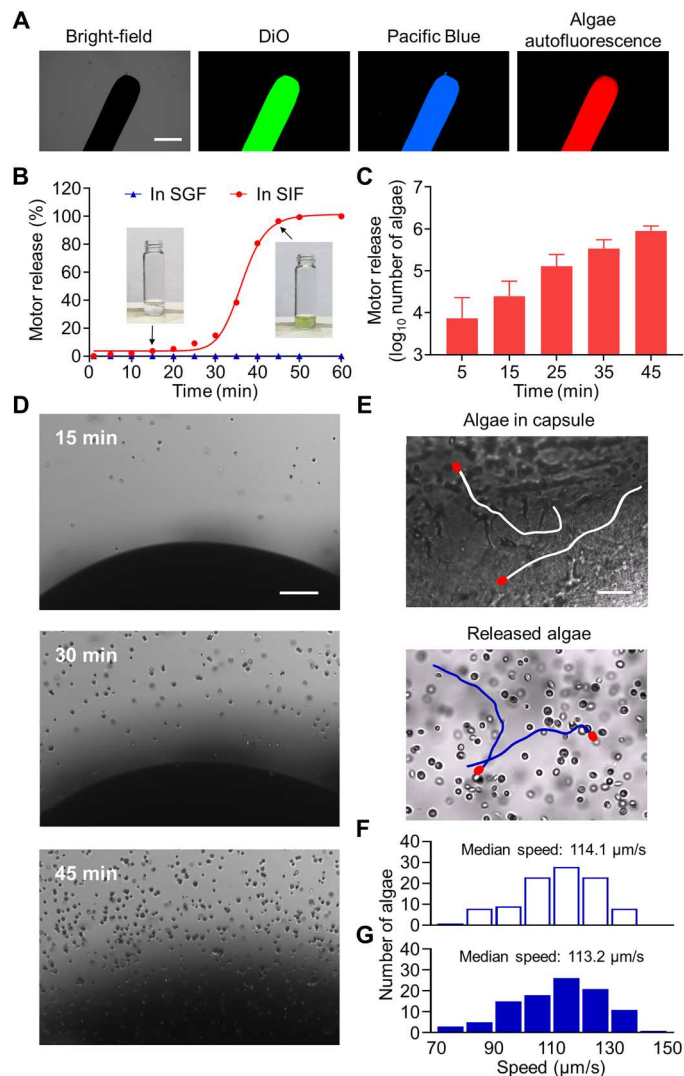 A
Bright-field
DiO
Pacific Blue
Algae
autofluorescence
B
In SGF
In SIF
Motor release (%)
120
100
80
60
40
20
0
0 10 20 30 40 50 60
Time (min)
C
Motor release
(log10 number of algae)
7
6
5
4
3
5 15 25 35 45
Time (min)
D
15 min
30 min
45 min
E
Algae in capsule
Released algae
F
Median speed: 114.1 µm/s
40
30
20
10
0
G
Median speed: 113.2 µm/s
40
30
20
10
0
Number of algae
70 90 110 130 150
Speed (µm/s)